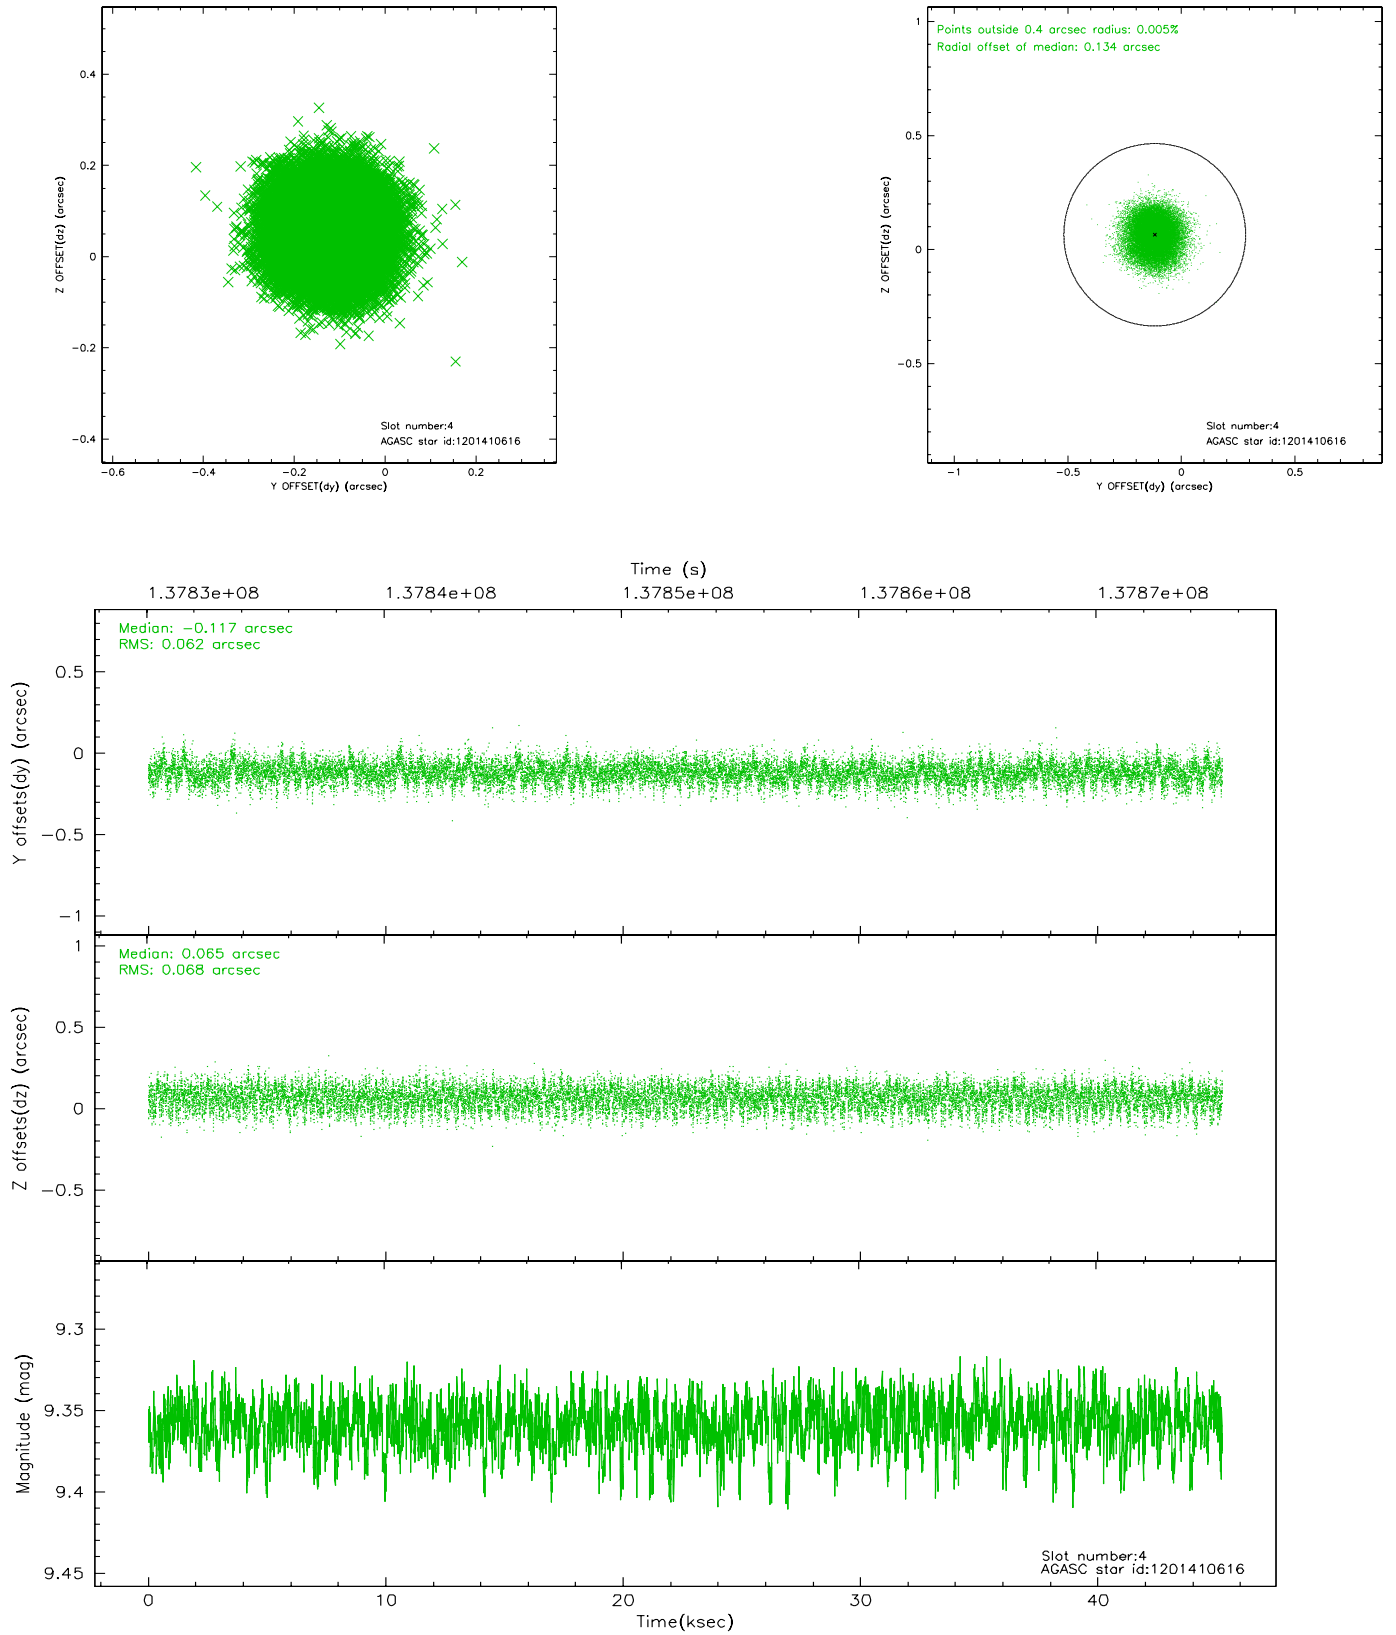 0.4
0.2
0
−0.2
−0.4
Z OFFSET(dz) (arcsec)
Slot number:4
AGASC star id:1201410616
−0.6
−0.4
−0.2
0
0.2
Y OFFSET(dy) (arcsec)
Points outside 0.4 arcsec radius: 0.005%
Radial offset of median: 0.134 arcsec
1
0.5
0
−0.5
Z OFFSET(dz) (arcsec)
Slot number:4
AGASC star id:1201410616
−1
−0.5
0
0.5
Y OFFSET(dy) (arcsec)
Time (s)
1.3783e+08
1.3784e+08
1.3785e+08
1.3786e+08
1.3787e+08
Median: −0.117 arcsec
RMS: 0.062 arcsec
0.5
0
−0.5
−1
Y offsets(dy) (arcsec)
Median: 0.065 arcsec
RMS: 0.068 arcsec
1
0.5
0
−0.5
Z offsets(dz) (arcsec)
9.3
9.35
9.4
9.45
Magnitude (mag)
Slot number:4
AGASC star id:1201410616
0
10
20
30
40
Time(ksec)